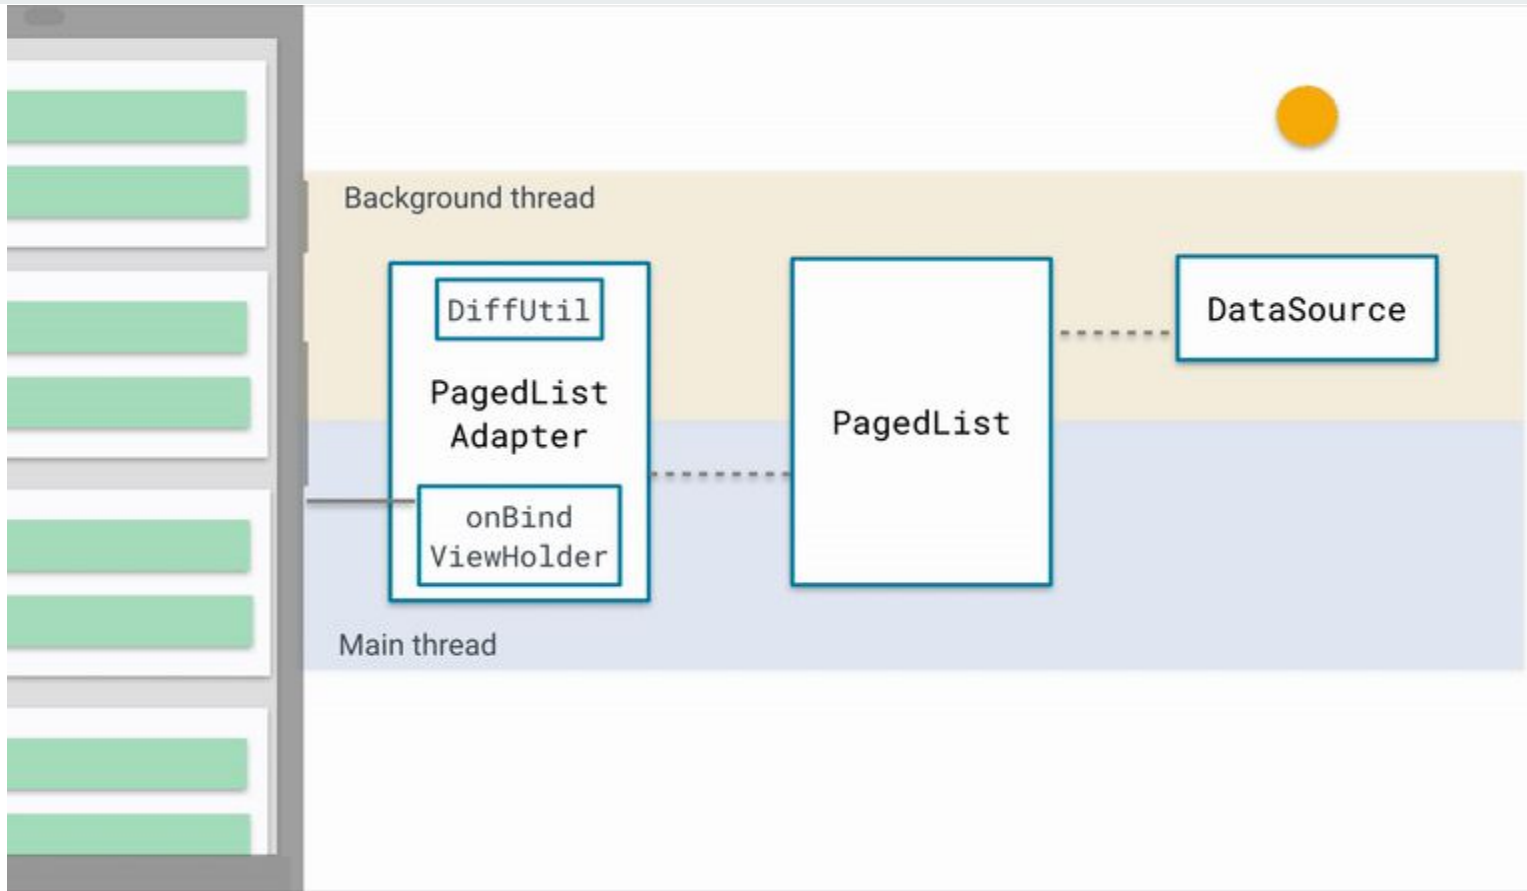 Background thread
DiffUtil
PagedList
Adapter
onBind
ViewHolder
PagedList
DataSource
Main thread